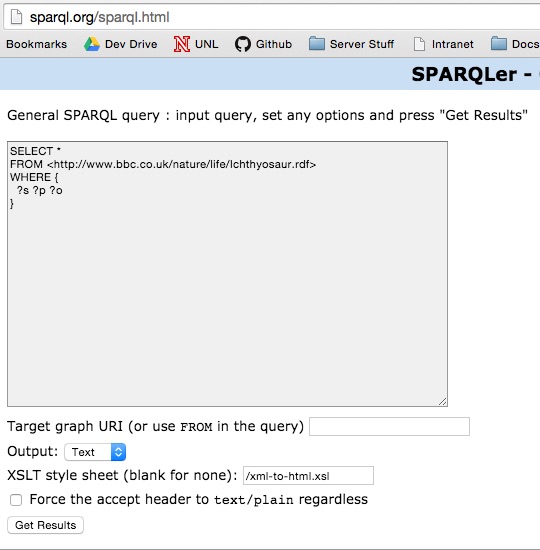 sparql.org/sparql.html
Bookmarks Dev Drive UNL Github Server Stuff Intranet Docs
SPARQLer -
General SPARQL query : input query, set any options and press "Get Results"
SELECT *
FROM <http://www.bbc.co.uk/nature/life/Ichthyosaur.rdf>
WHERE {
?s ?p ?o
}
Target graph URI (or use FROM in the query)
Output: Text
XSLT style sheet (blank for none): /xml-to-html.xsl
Force the accept header to text/plain regardless
Get Results